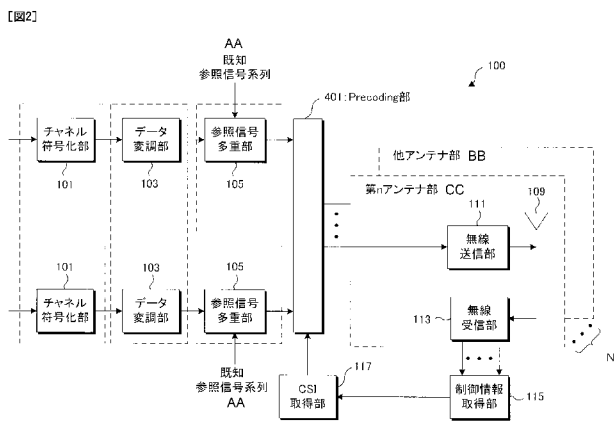 [図2]
AA
既知
参照信号系列
401:Precoding部
100
チャネル
符号化部
101
データ
変調部
103
参照信号
多重部
105
他アンテナ部 BB
第nアンテナ部 CC
109
111
無線
送信部
101
チャネル
符号化部
103
データ
変調部
105
参照信号
多重部
113
無線
受信部
N
既知
参照信号系列
AA
117
CSI
取得部
制御情報
取得部
115